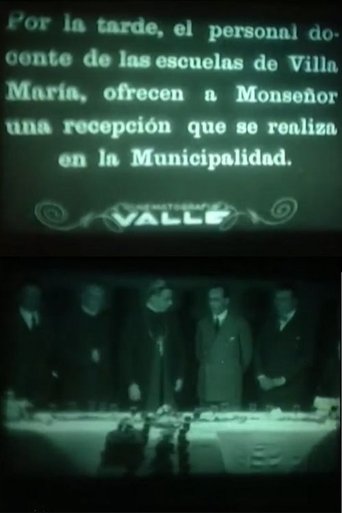 Por la tarde, el personal do-
cente de las escuelas de Villa
María, ofrecen a Monseñor
una recepción que se realiza
en la Municipalidad.
CINEMATOGRAFIA
VALLE